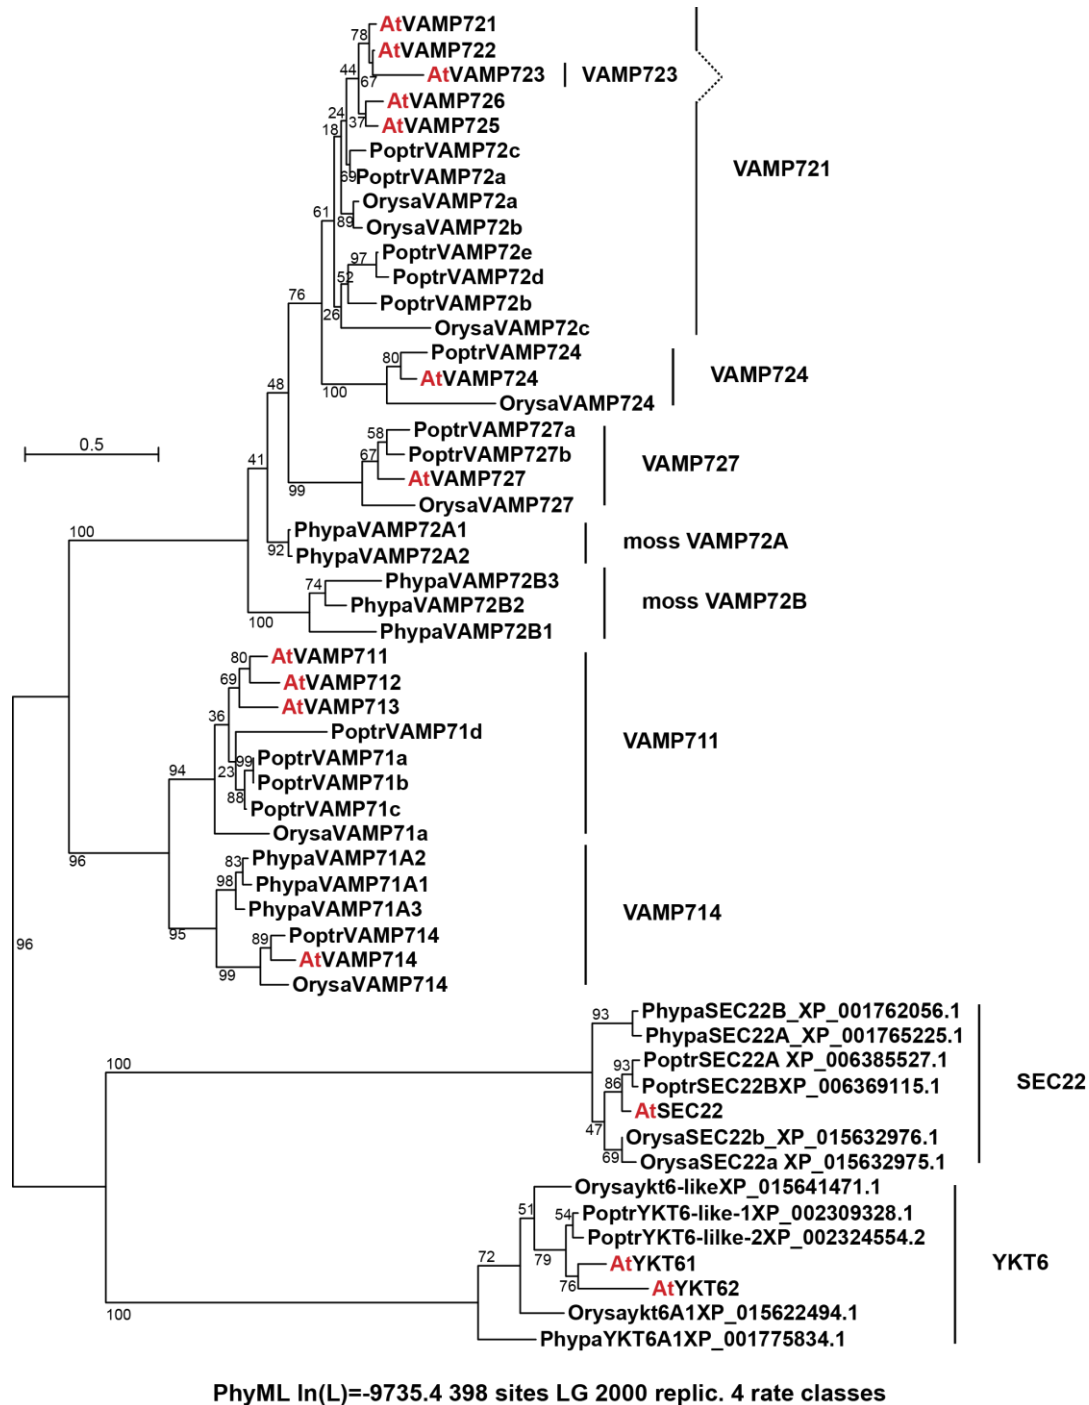 AtVAMP721
78
AtVAMP722
44
67
AtVAMP723
VAMP723
AtVAMP726
24
37
AtVAMP725
18
PoptrVAMP72c
69
PoptrVAMP72a
VAMP721
OrysaVAMP72a
61
89
OrysaVAMP72b
PoptrVAMP72e
97
PoptrVAMP72d
52
76
PoptrVAMP72b
26
OrysaVAMP72c
PoptrVAMP724
80
AtVAMP724
VAMP724
48
100
OrysaVAMP724
PoptrVAMP727a
58
0.5
PoptrVAMP727b
67
VAMP727
41
AtVAMP727
99
OrysaVAMP727
PhypaVAMP72A1
100
92
moss VAMP72A
PhypaVAMP72A2
PhypaVAMP72B3
74
PhypaVAMP72B2
moss VAMP72B
100
PhypaVAMP72B1
AtVAMP711
80
69
AtVAMP712
AtVAMP713
36
PoptrVAMP71d
VAMP711
99
PoptrVAMP71a
94
23
PoptrVAMP71b
88
PoptrVAMP71c
OrysaVAMP71a
96
PhypaVAMP71A2
83
98
PhypaVAMP71A1
PhypaVAMP71A3
VAMP714
95
PoptrVAMP714
89
96
AtVAMP714
99
OrysaVAMP714
PhypaSEC22B_XP_001762056.1
93
PhypaSEC22A_XP_001765225.1
100
PoptrSEC22A XP_006385527.1
93
PoptrSEC22BXP_006369115.1
SEC22
86
AtSEC22
47
OrysaSEC22b_XP_015632976.1
69
OrysaSEC22a XP_015632975.1
Orysaykt6-likeXP_015641471.1
51
PoptrYKT6-like-1XP_002309328.1
54
PoptrYKT6-lilke-2XP_002324554.2
79
72
AtYKT61
YKT6
76
AtYKT62
100
Orysaykt6A1XP_015622494.1
PhypaYKT6A1XP_001775834.1
PhyML ln(L)=-9735.4 398 sites LG 2000 replic. 4 rate classes